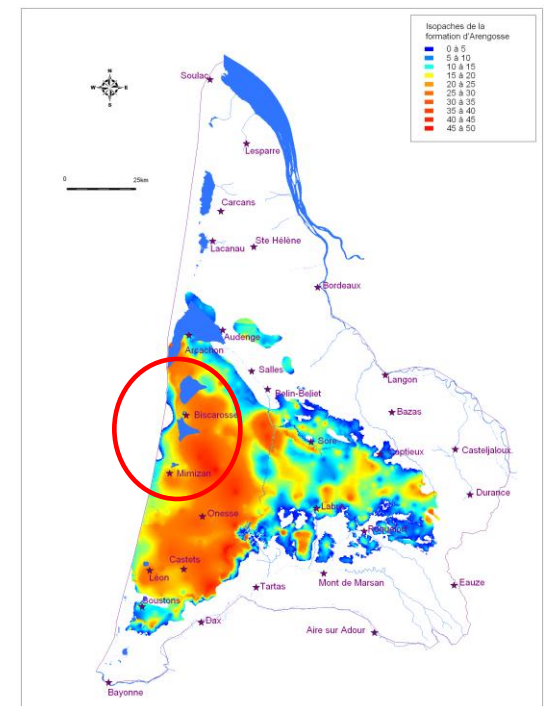 Isopaches de la
formation d'Arengosse
0 à 5
5 à 10
10 à 15
15 à 20
20 à 25
25 à 30
30 à 35
35 à 40
40 à 45
45 à 50
N
W E
S
0 25km
Soulac
Lesparre
Carcans
Lacanau
Ste Hélène
Bordeaux
Audenge
Arcachon
Salles
Belin-Beliet
Langon
Biscarosse
Bazas
Sore
Captieux
Casteljaloux
Mimizan
Durance
Labrit
Onesse
Roquefort
Castets
Léon
Tartas
Mont de Marsan
Eauze
Soustons
Dax
Aire sur Adour
Bayonne